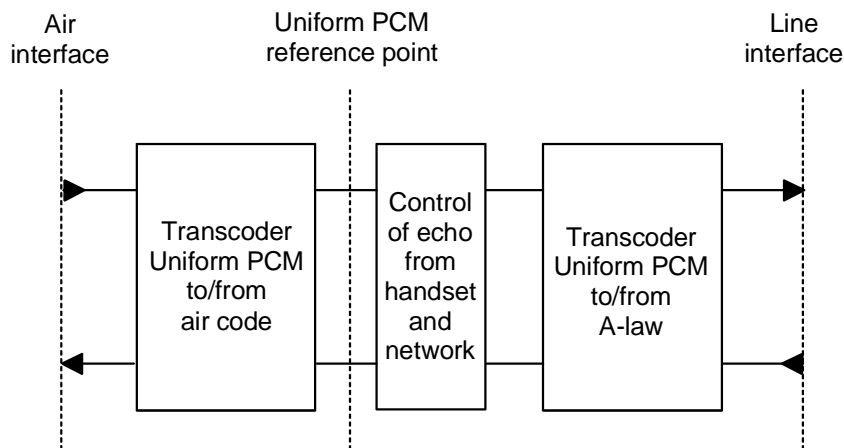 Air
interface
Uniform PCM
reference point
Line
interface
Transcoder
Uniform PCM
to/from
air code
Control
of echo
from
handset
and
network
Transcoder
Uniform PCM
to/from
A-law